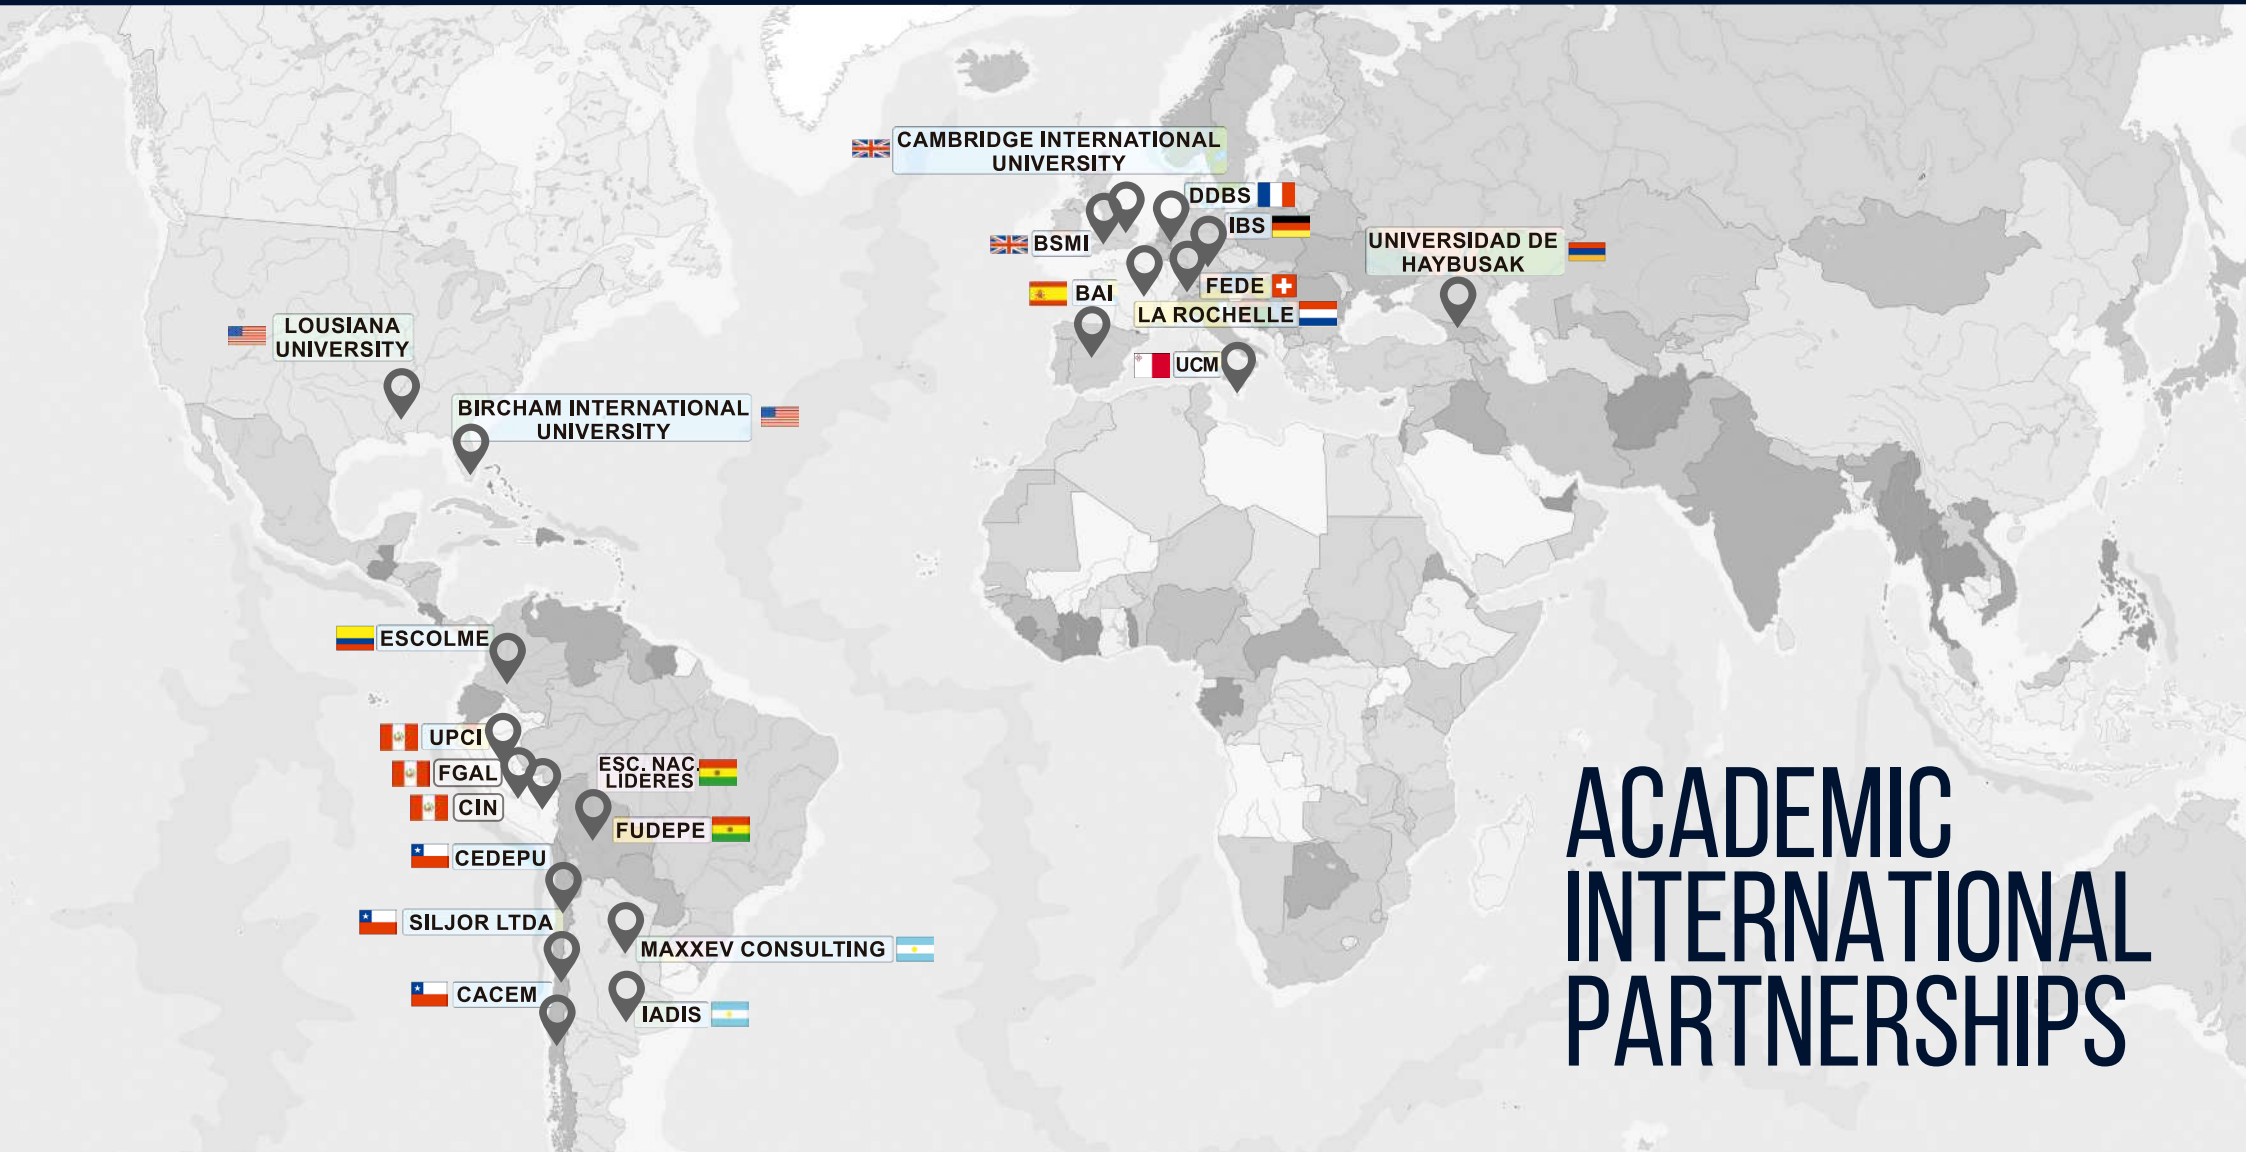 CAMBRIDGE INTERNATIONAL
UNIVERSITY
DDBS
IBS
BSMI
UNIVERSIDAD DE
HAYBUSAK
FEDE
BAI
LA ROCHELLE
LOUSIANA
UNIVERSITY
UCM
BIRCHAM INTERNATIONAL
UNIVERSITY
ESCOLME
UPCI
FGAL
ESC. NAC.
LÍDERES
CIN
FUDEPE
CEDEPU
SILJOR LTDA
MAXXEV CONSULTING
CACEM
IADIS
ACADEMIC
INTERNATIONAL
PARTNERSHIPS